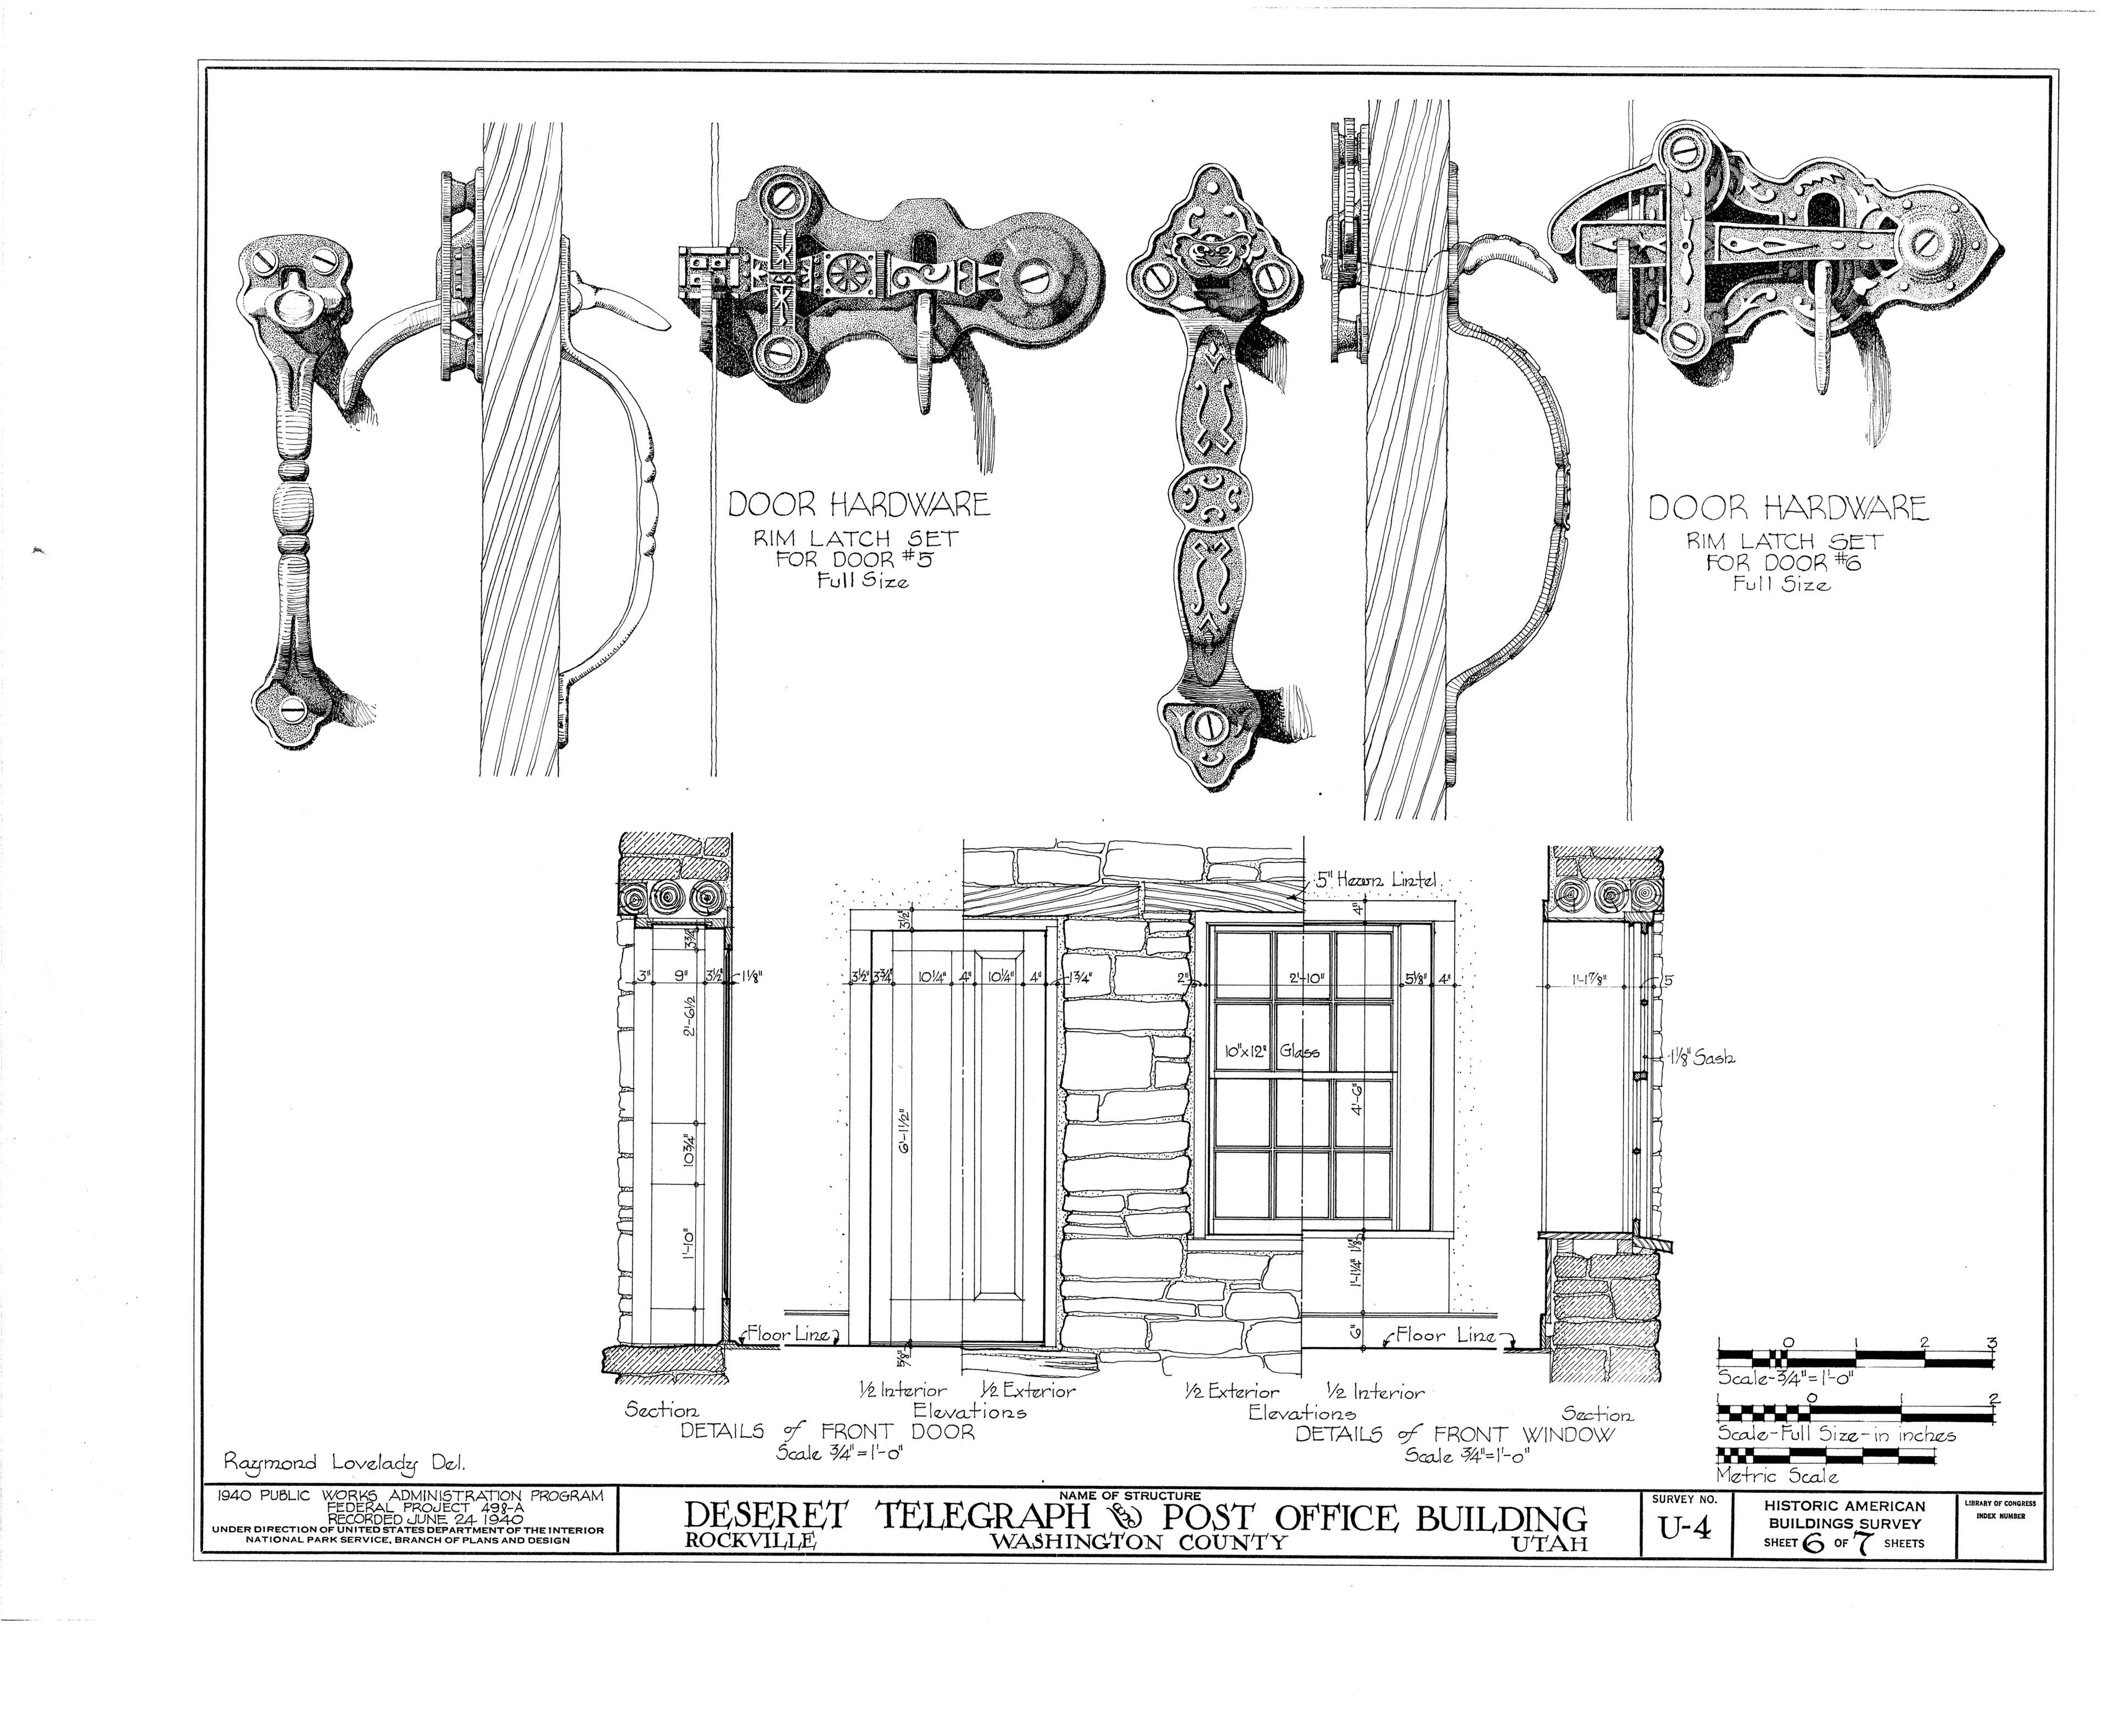 DOOR HARDWARE
RIM LATCH SET
FOR DOOR #5
Full Size
DOOR HARDWARE
RIM LATCH SET
FOR DOOR #6
Full Size
5" Hewn Lintel
3½"
4"
3¾"
3" 9" 3½" 1⅛"
3½" 3¾" 10¼" 4" 10¼" 4" 1¾"
2" 2'-10" 5⅛" 4"
1'-1⅞" 5
2'-6½
10"x12" Glass
1⅛" Sash
4'-6"
6'-1½"
10¾"
1'-10"
1⅛"
1'-1¼"
6"
Floor Line
Floor Line
5/8"
½ Interior ½ Exterior
Elevations
Section
DETAILS of FRONT DOOR
Scale ¾"=1'-0"
½ Exterior ½ Interior
Elevations
Section
DETAILS of FRONT WINDOW
Scale ¾"=1'-0"
1 0 1 2 3
Scale-3/4"=1'-0"
1 0 1 2
Scale-Full Size-in inches
Metric Scale
Raymond Lovelady Del.
1940 PUBLIC WORKS ADMINISTRATION PROGRAM
FEDERAL PROJECT 498-A
RECORDED JUNE 24 1940
UNDER DIRECTION OF UNITED STATES DEPARTMENT OF THE INTERIOR
NATIONAL PARK SERVICE, BRANCH OF PLANS AND DESIGN
NAME OF STRUCTURE
DESERET TELEGRAPH and POST OFFICE BUILDING
ROCKVILLE WASHINGTON COUNTY UTAH
SURVEY NO.
U-4
HISTORIC AMERICAN
BUILDINGS SURVEY
SHEET 6 OF 7 SHEETS
LIBRARY OF CONGRESS
INDEX NUMBER